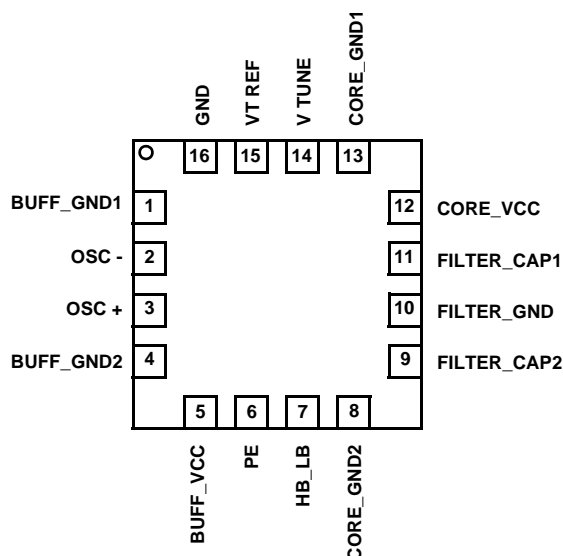 GND
VT REF
V TUNE
CORE_GND1
16 15 14 13
BUFF_GND1 1
12 CORE_VCC
OSC - 2
11 FILTER_CAP1
OSC + 3
10 FILTER_GND
BUFF_GND2 4
9 FILTER_CAP2
5 6 7 8
BUFF_VCC
PE
HB_LB
CORE_GND2